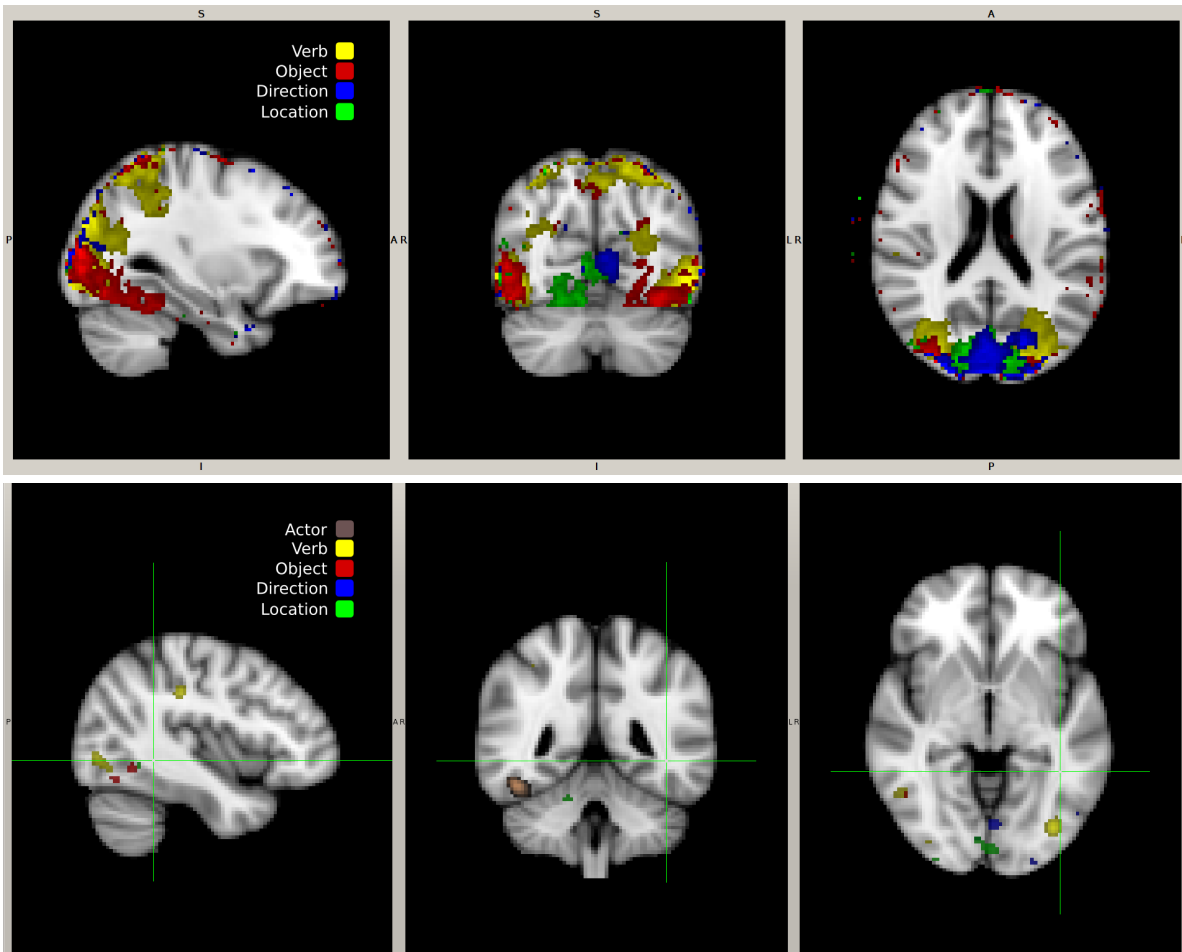 S S A
Verb
Object
Direction
Location
P A R L R L
I I P
Actor
Verb
Object
Direction
Location
P A R L R